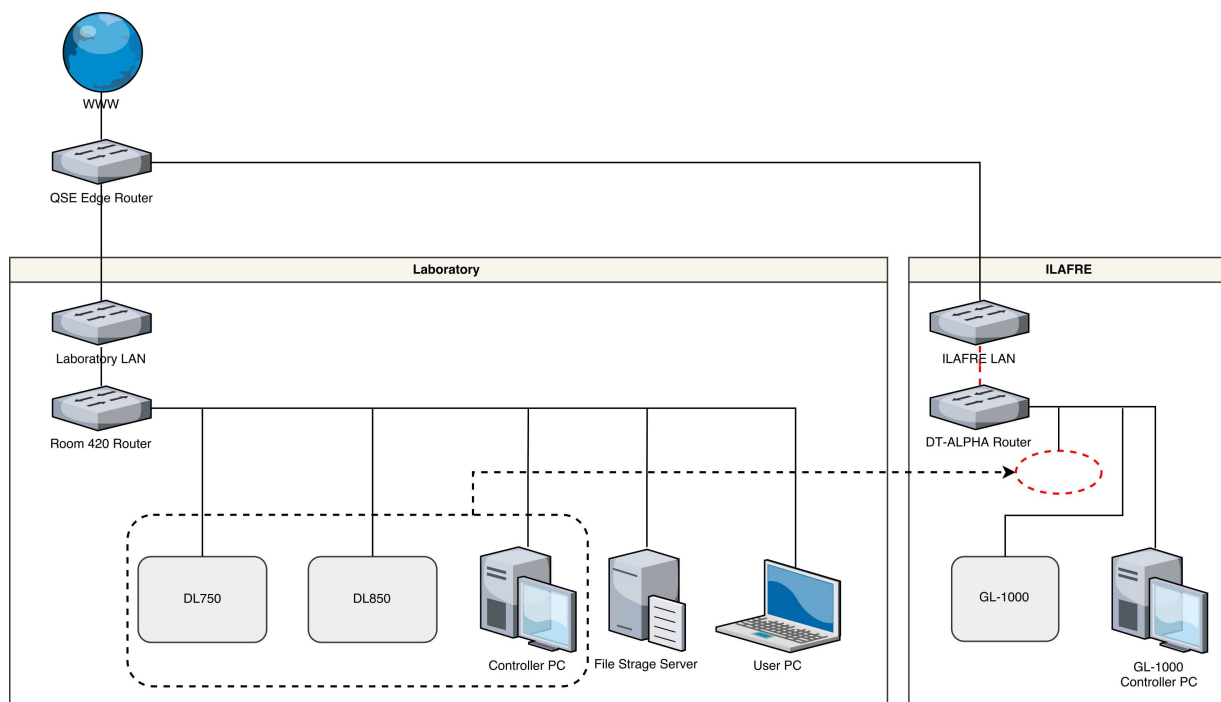 WWW
QSE Edge Router
Laboratory
ILAFRE
Laboratory LAN
ILAFRE LAN
Room 420 Router
DT-ALPHA Router
DL750
DL850
GL-1000
Controller PC
File Strage Server
User PC
GL-1000
Controller PC